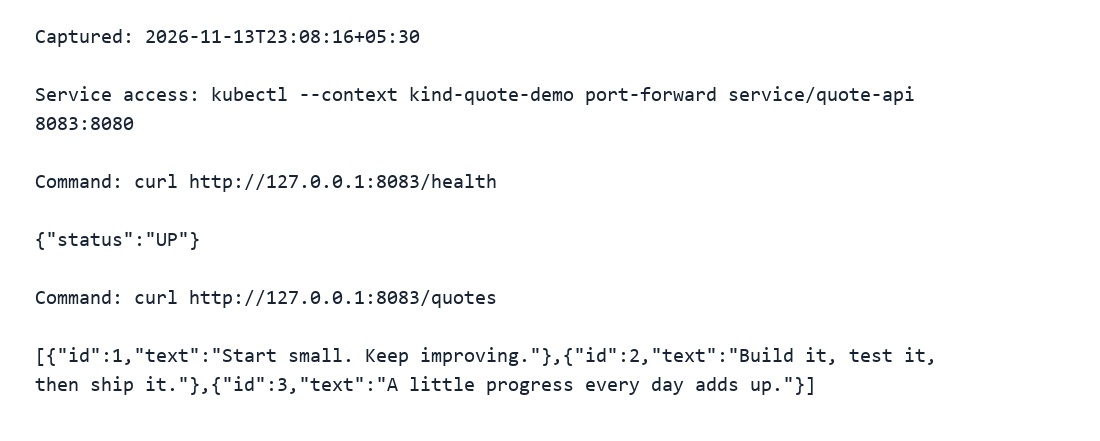 Captured: 2026-11-13T23:08:16+05:30
Service access: kubectl --context kind-quote-demo port-forward service/quote-api
8083:8080
Command: curl http://127.0.0.1:8083/health
{"status":"UP"}
Command: curl http://127.0.0.1:8083/quotes
[{"id":1,"text":"Start small. Keep improving."},{"id":2,"text":"Build it, test it,
then ship it."},{"id":3,"text":"A little progress every day adds up."}]